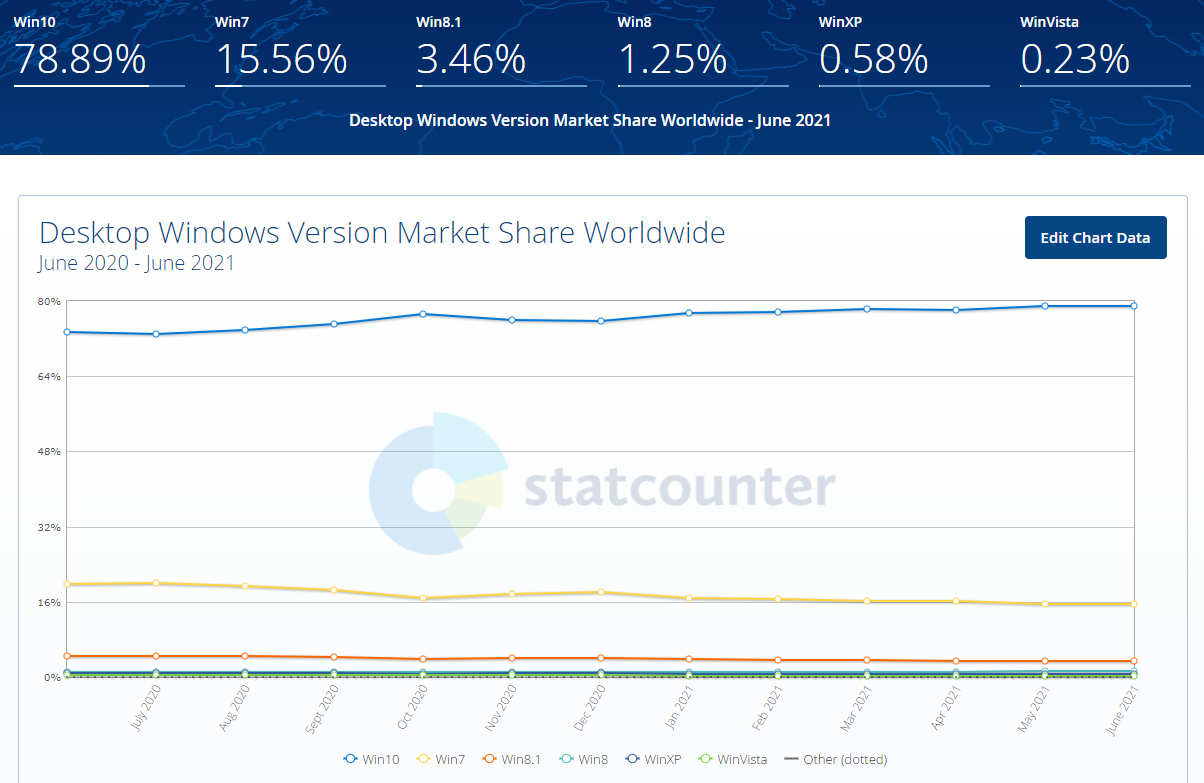 Win10 Win7 Win8.1 Win8 WinXP WinVista
78.89% 15.56% 3.46% 1.25% 0.58% 0.23%
Desktop Windows Version Market Share Worldwide - June 2021
Desktop Windows Version Market Share Worldwide
June 2020 - June 2021
Edit Chart Data
80%
64%
48%
statcounter
32%
16%
0%
July 2020 Aug 2020 Sept 2020 Oct 2020 Nov 2020 Dec 2020 Jan 2021 Feb 2021 Mar 2021 Apr 2021 May 2021 June 2021
Win10 Win7 Win8.1 Win8 WinXP WinVista Other (dotted)